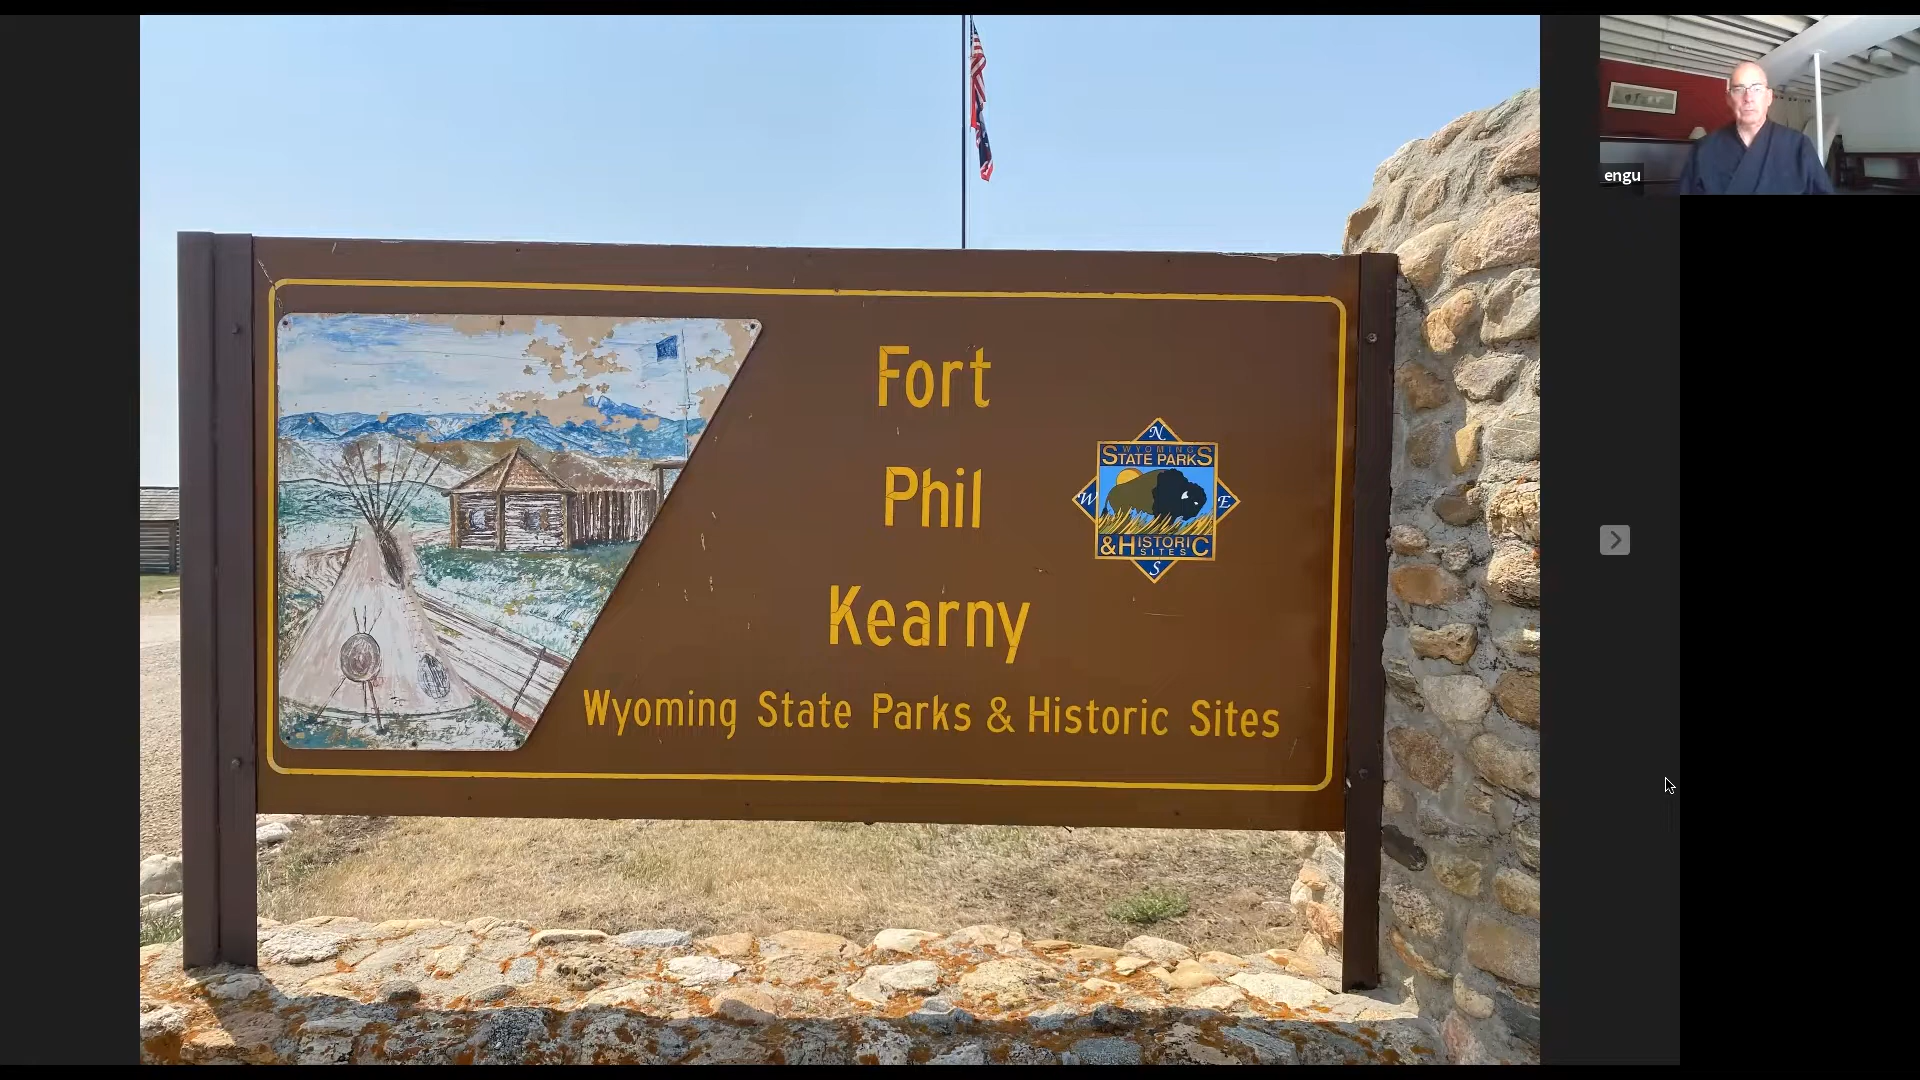 Fort
Phil
Kearny
Wyoming State Parks & Historic Sites
N
WYOMING
STATE PARKS
W
E
& HISTORIC
SITES
S
engu